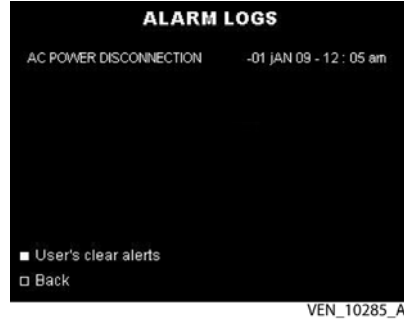 ALARM LOGS
AC POWER DISCONNECTION -01 jAN 09 - 12 : 05 am
User's clear alerts
Back
VEN_10285_A